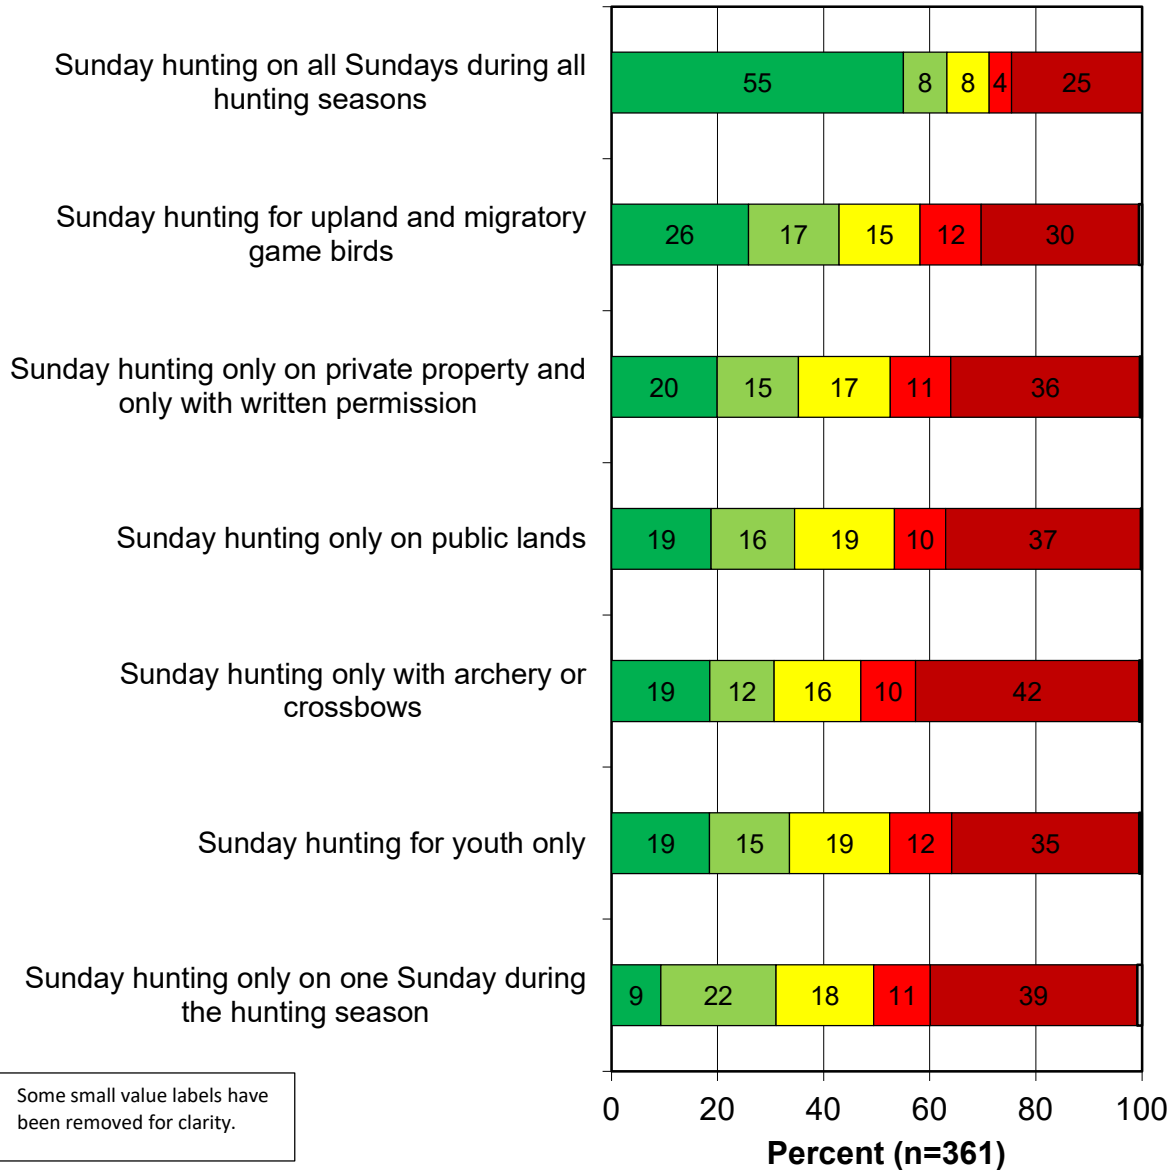 Sunday hunting on all Sundays during all
hunting seasons
55 8 8 4 25
Sunday hunting for upland and migratory
game birds
26 17 15 12 30
Sunday hunting only on private property and
only with written permission
20 15 17 11 36
Sunday hunting only on public lands
19 16 19 10 37
Sunday hunting only with archery or
crossbows
19 12 16 10 42
Sunday hunting for youth only
19 15 19 12 35
Sunday hunting only on one Sunday during
the hunting season
9 22 18 11 39
Some small value labels have
been removed for clarity.
0 20 40 60 80 100
Percent (n=361)